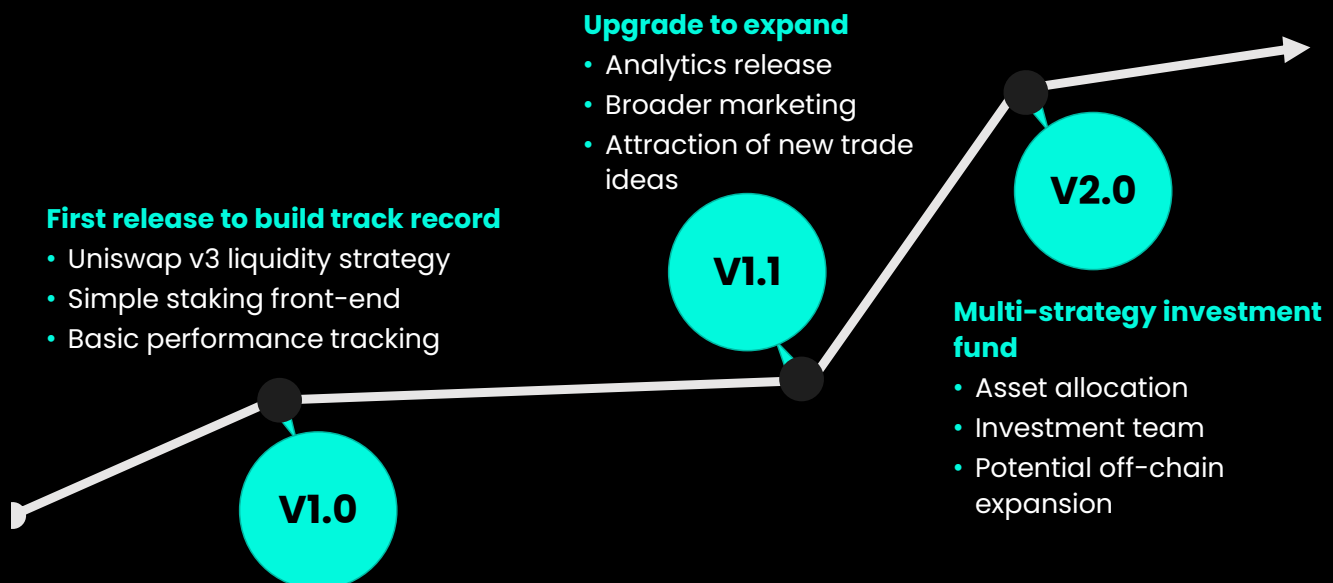 First release to build track record
• Uniswap v3 liquidity strategy
• Simple staking front-end
• Basic performance tracking
V1.0
Upgrade to expand
• Analytics release
• Broader marketing
• Attraction of new trade
ideas
V1.1
V2.0
Multi-strategy investment
fund
• Asset allocation
• Investment team
• Potential off-chain
expansion